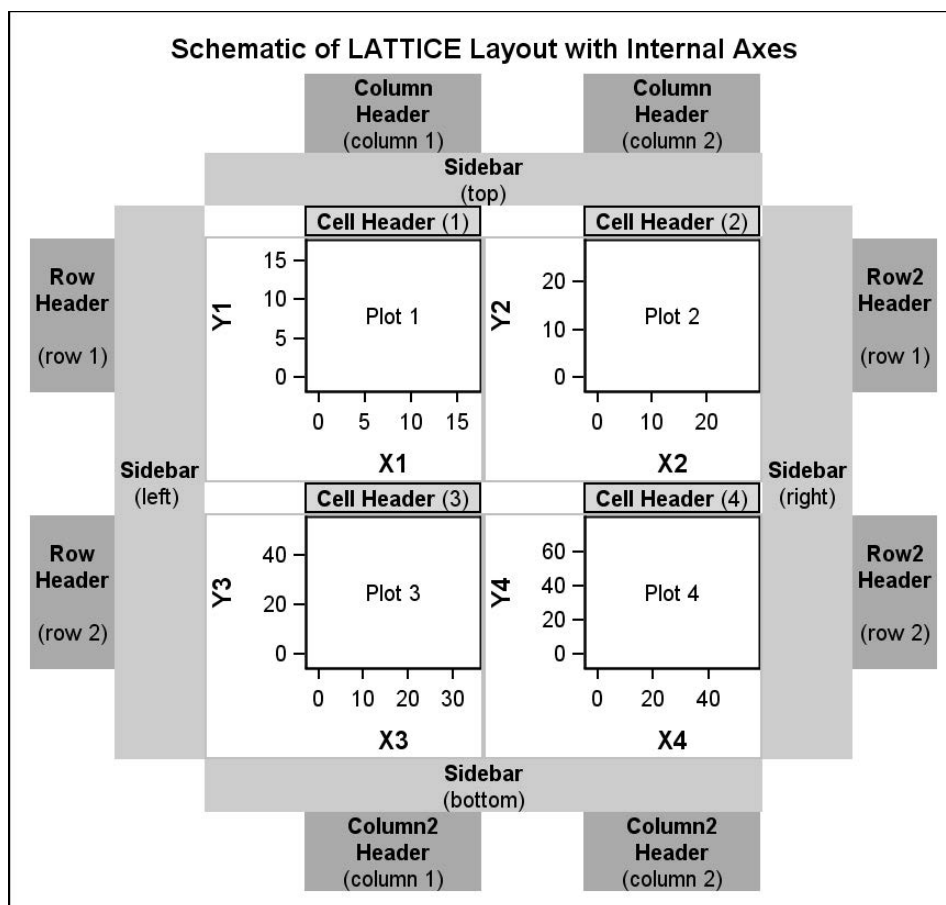 Schematic of LATTICE Layout with Internal Axes
Column
Header
(column 1)
Column
Header
(column 2)
Sidebar
(top)
Cell Header (1)
Cell Header (2)
Row
Header
(row 1)
Y1
15
10
5
0
Plot 1
0 5 10 15
X1
Y2
20
10
0
Plot 2
0 10 20
X2
Row2
Header
(row 1)
Sidebar
(left)
Sidebar
(right)
Cell Header (3)
Cell Header (4)
Row
Header
(row 2)
Y3
40
20
0
Plot 3
0 10 20 30
X3
Y4
60
40
20
0
Plot 4
0 20 40
X4
Row2
Header
(row 2)
Sidebar
(bottom)
Column2
Header
(column 1)
Column2
Header
(column 2)